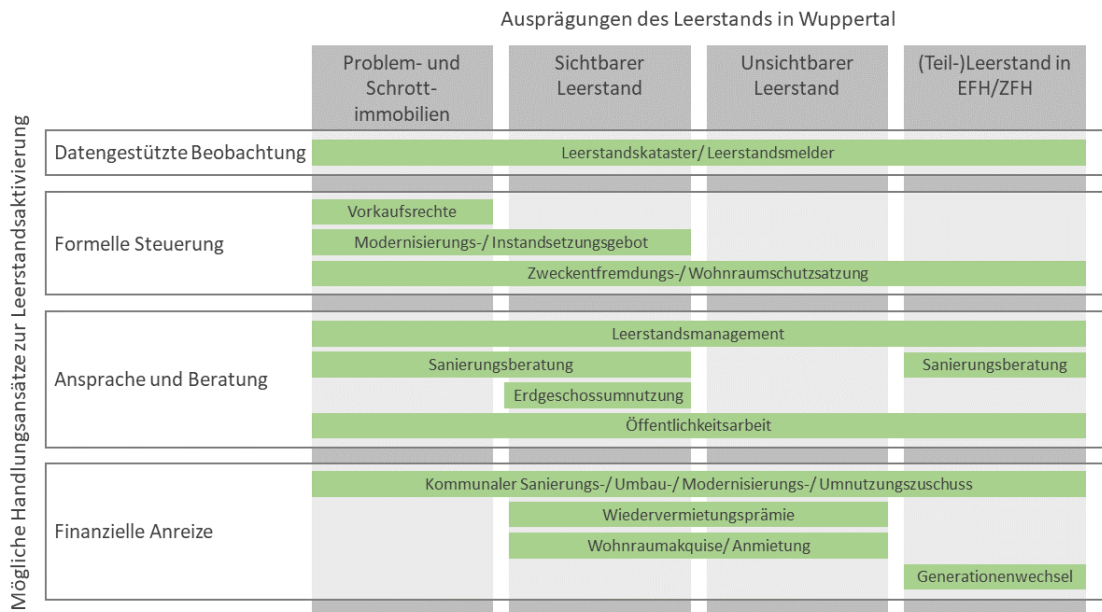 Ausprägungen des Leerstands in Wuppertal
Problem- und
Schrott-
immobilien
Sichtbarer
Leerstand
Unsichtbarer
Leerstand
(Teil-)Leerstand in
EFH/ZFH
Mögliche Handlungsansätze zur Leerstandsaktivierung
Datengestützte Beobachtung
Leerstandskataster/ Leerstandsmelder
Formelle Steuerung
Vorkaufsrechte
Modernisierungs-/ Instandsetzungsgebot
Zweckentfremdungs-/ Wohnraumschutzsatzung
Ansprache und Beratung
Leerstandsmanagement
Sanierungsberatung
Sanierungsberatung
Erdgeschossumnutzung
Öffentlichkeitsarbeit
Finanzielle Anreize
Kommunaler Sanierungs-/ Umbau-/ Modernisierungs-/ Umnutzungszuschuss
Wiedervermietungsprämie
Wohnraumakquise/ Anmietung
Generationenwechsel